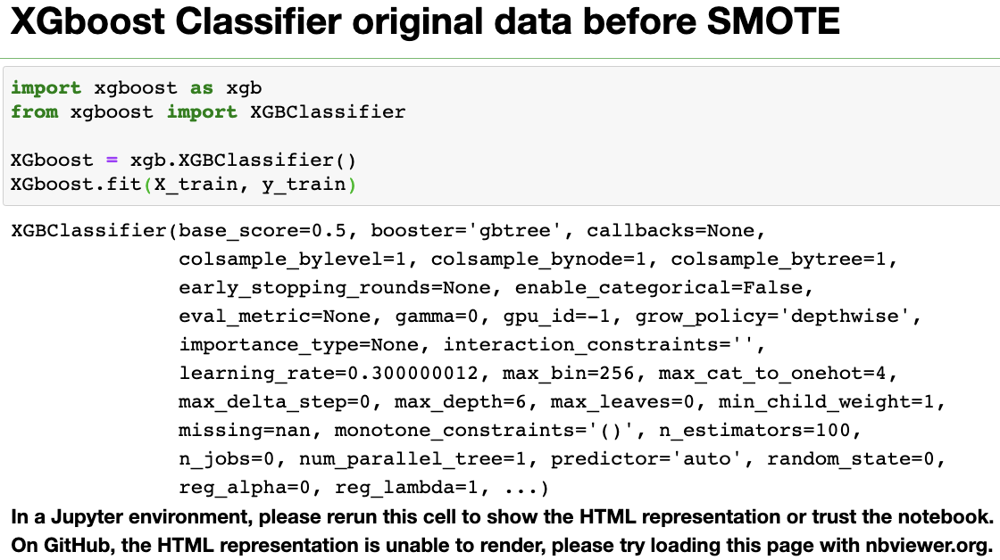 XGboost Classifier original data before SMOTE
import xgboost as xgb
from xgboost import XGBClassifier
XGboost = xgb.XGBClassifier()
XGboost.fit(X_train, y_train)
XGBClassifier(base_score=0.5, booster='gbtree', callbacks=None,
colsample_bylevel=1, colsample_bynode=1, colsample_bytree=1,
early_stopping_rounds=None, enable_categorical=False,
eval_metric=None, gamma=0, gpu_id=-1, grow_policy='depthwise',
importance_type=None, interaction_constraints='',
learning_rate=0.300000012, max_bin=256, max_cat_to_onehot=4,
max_delta_step=0, max_depth=6, max_leaves=0, min_child_weight=1,
missing=nan, monotone_constraints='()', n_estimators=100,
n_jobs=0, num_parallel_tree=1, predictor='auto', random_state=0,
reg_alpha=0, reg_lambda=1, ...)
In a Jupyter environment, please rerun this cell to show the HTML representation or trust the notebook.
On GitHub, the HTML representation is unable to render, please try loading this page with nbviewer.org.